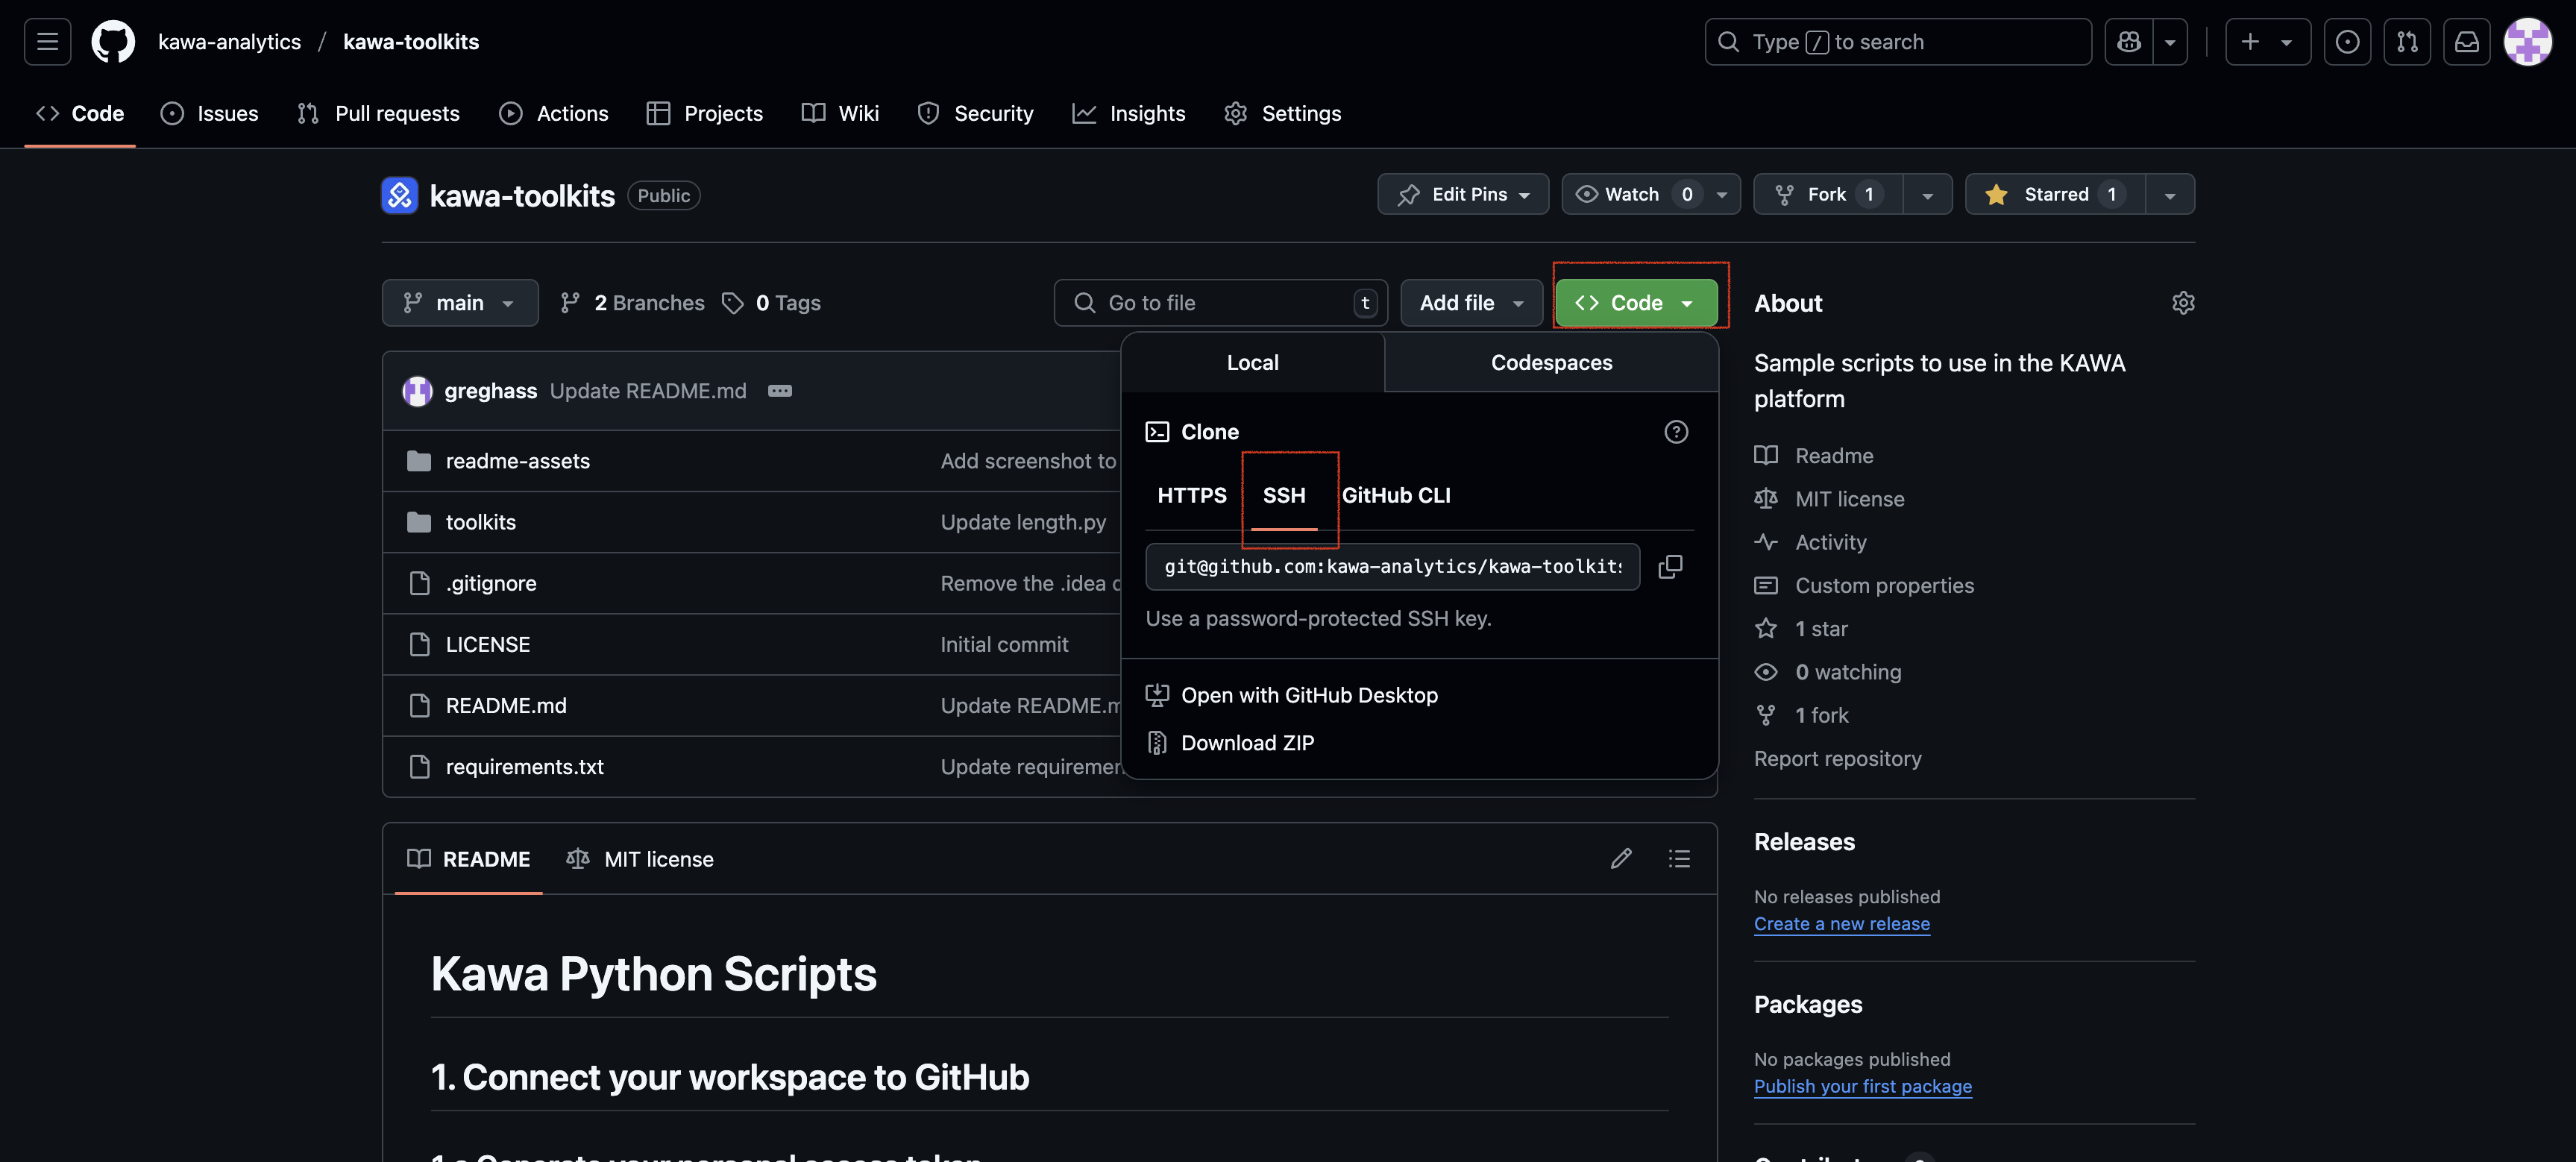 kawa-analytics / kawa-toolkits
Type / to search
Code Issues Pull requests Actions Projects Wiki Security Insights Settings
kawa-toolkits Public
Edit Pins Watch 0 Fork 1 Starred 1
main 2 Branches 0 Tags
Go to file t Add file Code
Local Codespaces
Clone
HTTPS SSH GitHub CLI
git@github.com:kawa-analytics/kawa-toolkits
Use a password-protected SSH key.
Open with GitHub Desktop
Download ZIP
greghass Update README.md
readme-assets Add screenshot to
toolkits Update length.py
.gitignore Remove the .idea
LICENSE Initial commit
README.md Update README.m
requirements.txt Update requiremen
README MIT license
Kawa Python Scripts
1. Connect your workspace to GitHub
1.a Generate your personal access token
About
Sample scripts to use in the KAWA
platform
Readme
MIT license
Activity
Custom properties
1 star
0 watching
1 fork
Report repository
Releases
No releases published
Create a new release
Packages
No packages published
Publish your first package